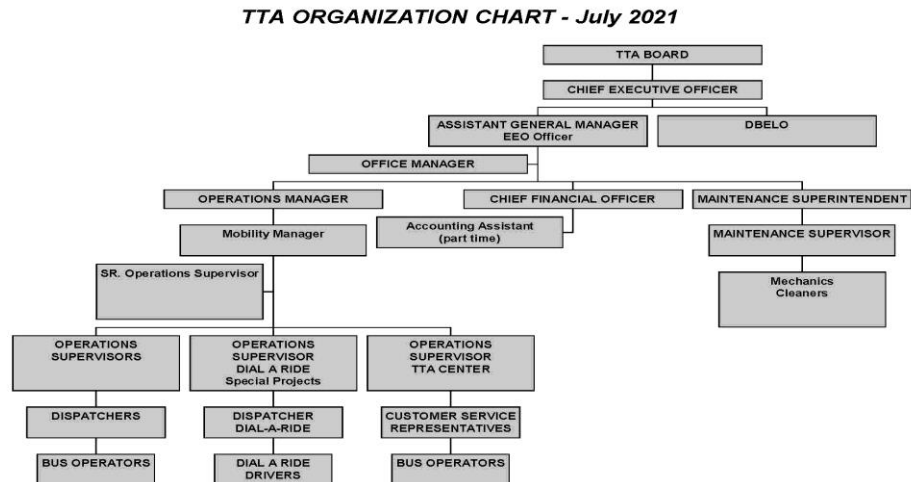 TTA ORGANIZATION CHART - July 2021
TTA BOARD
CHIEF EXECUTIVE OFFICER
ASSISTANT GENERAL MANAGER
EEO Officer
DBELO
OFFICE MANAGER
OPERATIONS MANAGER
CHIEF FINANCIAL OFFICER
MAINTENANCE SUPERINTENDENT
Mobility Manager
Accounting Assistant
(part time)
MAINTENANCE SUPERVISOR
SR. Operations Supervisor
Mechanics
Cleaners
OPERATIONS
SUPERVISORS
OPERATIONS
SUPERVISOR
DIAL A RIDE
Special Projects
OPERATIONS
SUPERVISOR
TTA CENTER
DISPATCHERS
DISPATCHER
DIAL-A-RIDE
CUSTOMER SERVICE
REPRESENTATIVES
BUS OPERATORS
DIAL A RIDE
DRIVERS
BUS OPERATORS